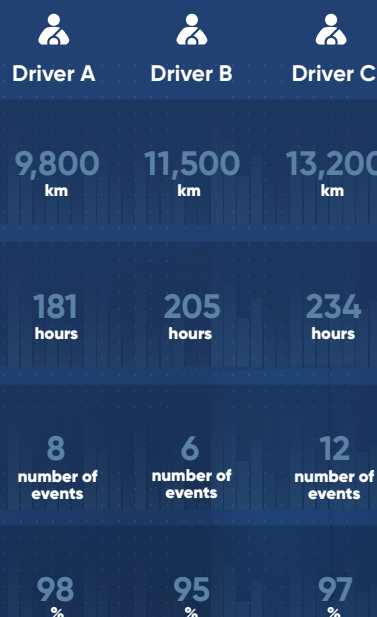 Driver A Driver B Driver C
9,800 11,500 13,200
km km km
181 205 234
hours hours hours
8 6 12
number of number of number of
events events events
98 95 97
% % %